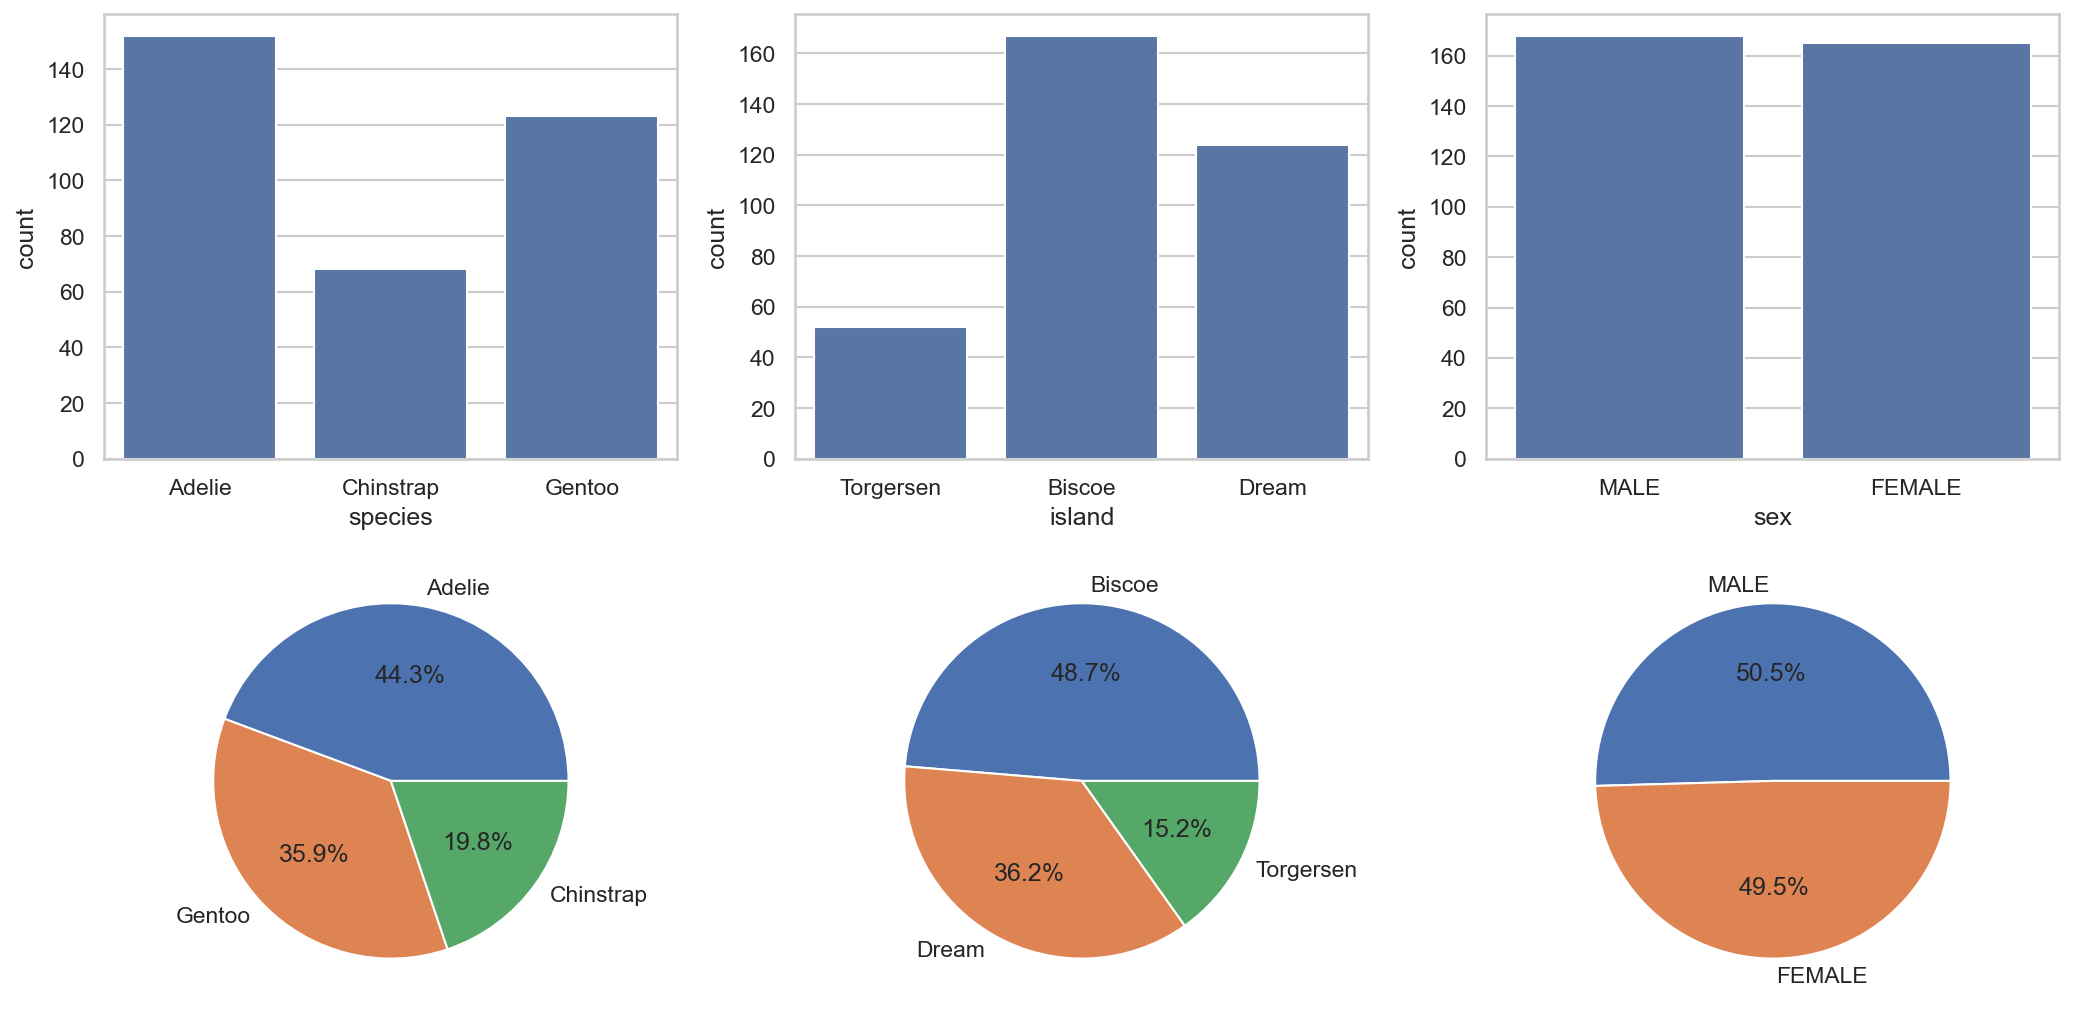 count
140
120
100
80
60
40
20
0
Adelie Chinstrap Gentoo
species
count
160
140
120
100
80
60
40
20
0
Torgersen Biscoe Dream
island
count
160
140
120
100
80
60
40
20
0
MALE FEMALE
sex
Adelie
44.3%
35.9%
19.8%
Gentoo
Chinstrap
Biscoe
48.7%
15.2%
36.2%
Torgersen
Dream
MALE
50.5%
49.5%
FEMALE